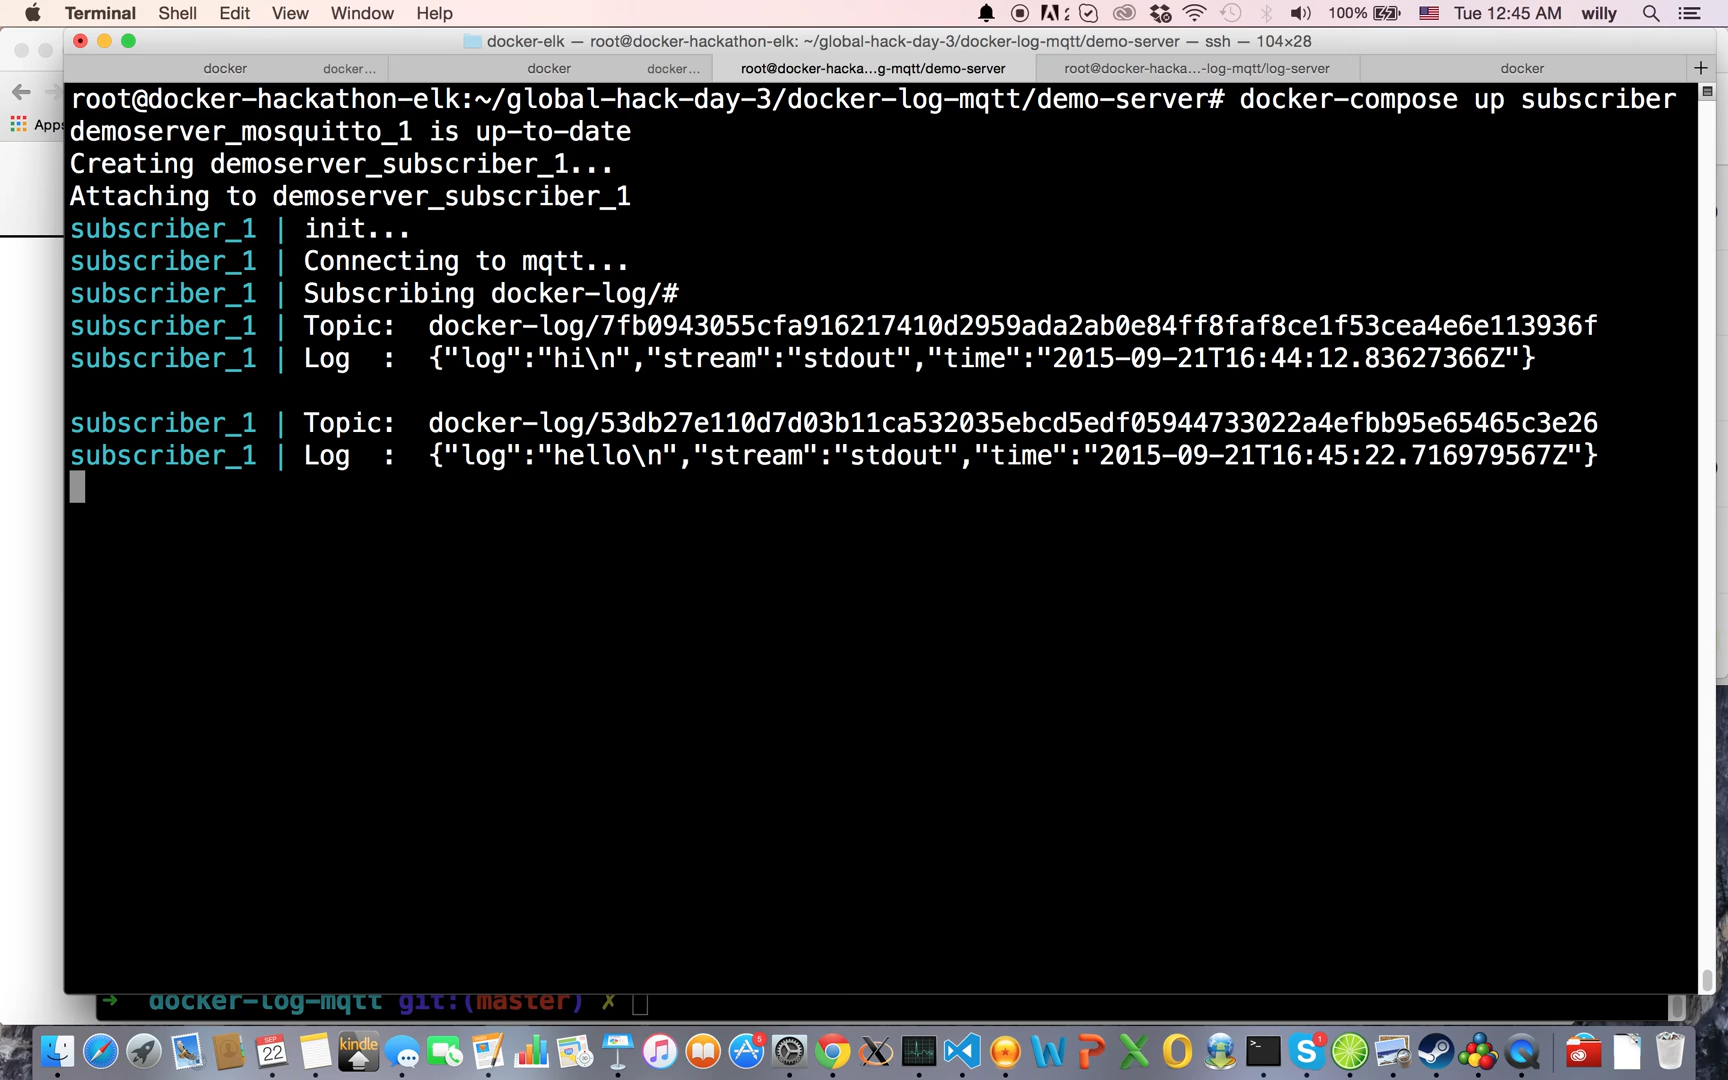 Terminal Shell Edit View Window Help 100% Tue 12:45 AM willy
docker-elk — root@docker-hackathon-elk: ~/global-hack-day-3/docker-log-mqtt/demo-server — ssh — 104×28
docker docker... docker docker... root@docker-hacka...g-mqtt/demo-server root@docker-hacka...-log-mqtt/log-server docker +
Apps
root@docker-hackathon-elk:~/global-hack-day-3/docker-log-mqtt/demo-server# docker-compose up subscriber
demoserver_mosquitto_1 is up-to-date
Creating demoserver_subscriber_1...
Attaching to demoserver_subscriber_1
subscriber_1 | init...
subscriber_1 | Connecting to mqtt...
subscriber_1 | Subscribing docker-log/#
subscriber_1 | Topic:  docker-log/7fb0943055cfa916217410d2959ada2ab0e84ff8faf8ce1f53cea4e6e113936f
subscriber_1 | Log  :  {"log":"hi\n","stream":"stdout","time":"2015-09-21T16:44:12.83627366Z"}
subscriber_1 | Topic:  docker-log/53db27e110d7d03b11ca532035ebcd5edf05944733022a4efbb95e65465c3e26
subscriber_1 | Log  :  {"log":"hello\n","stream":"stdout","time":"2015-09-21T16:45:22.716979567Z"}
➜ docker-log-mqtt git:(master) ✗
SEP
22
kindle
5
1